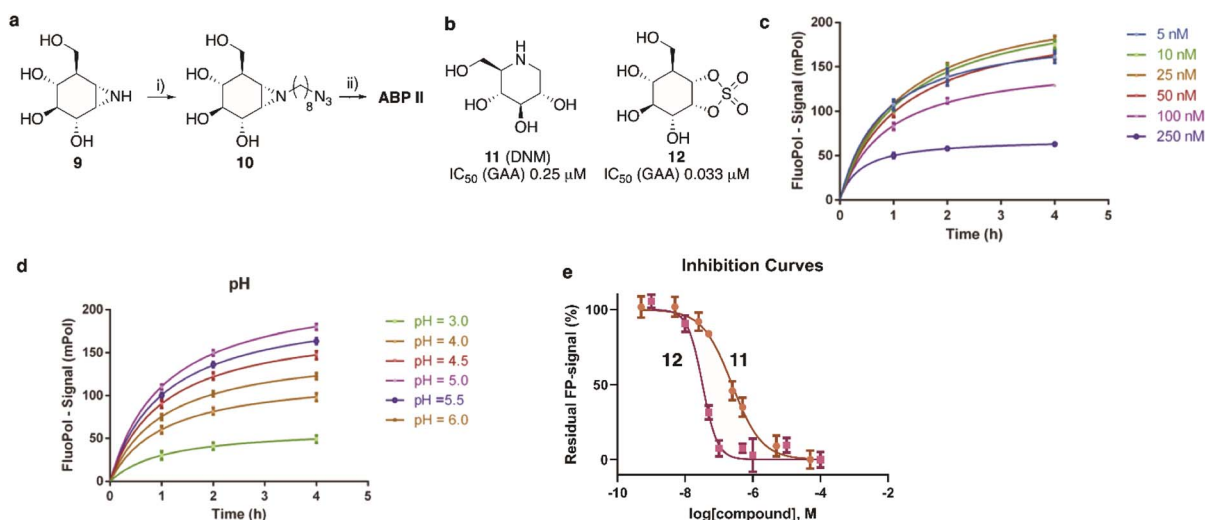 a
HO
HO
HO
OH
NH
9
i)
HO
HO
HO
OH
N
8
N3
10
ii)
ABP II
b
H
N
HO
HO
OH
OH
11 (DNM)
IC50 (GAA) 0.25 µM
HO
HO
HO
OH
O
O
S
O
O
12
IC50 (GAA) 0.033 µM
c
FluoPol - Signal (mPol)
200
150
100
50
0
0 1 2 3 4 5
Time (h)
5 nM
10 nM
25 nM
50 nM
100 nM
250 nM
d
pH
FluoPol - Signal (mPol)
200
150
100
50
0
0 1 2 3 4 5
Time (h)
pH = 3.0
pH = 4.0
pH = 4.5
pH = 5.0
pH =5.5
pH = 6.0
e
Inhibition Curves
Residual FP-signal (%)
100
50
0
12 11
-10 -8 -6 -4 -2
log[compound], M